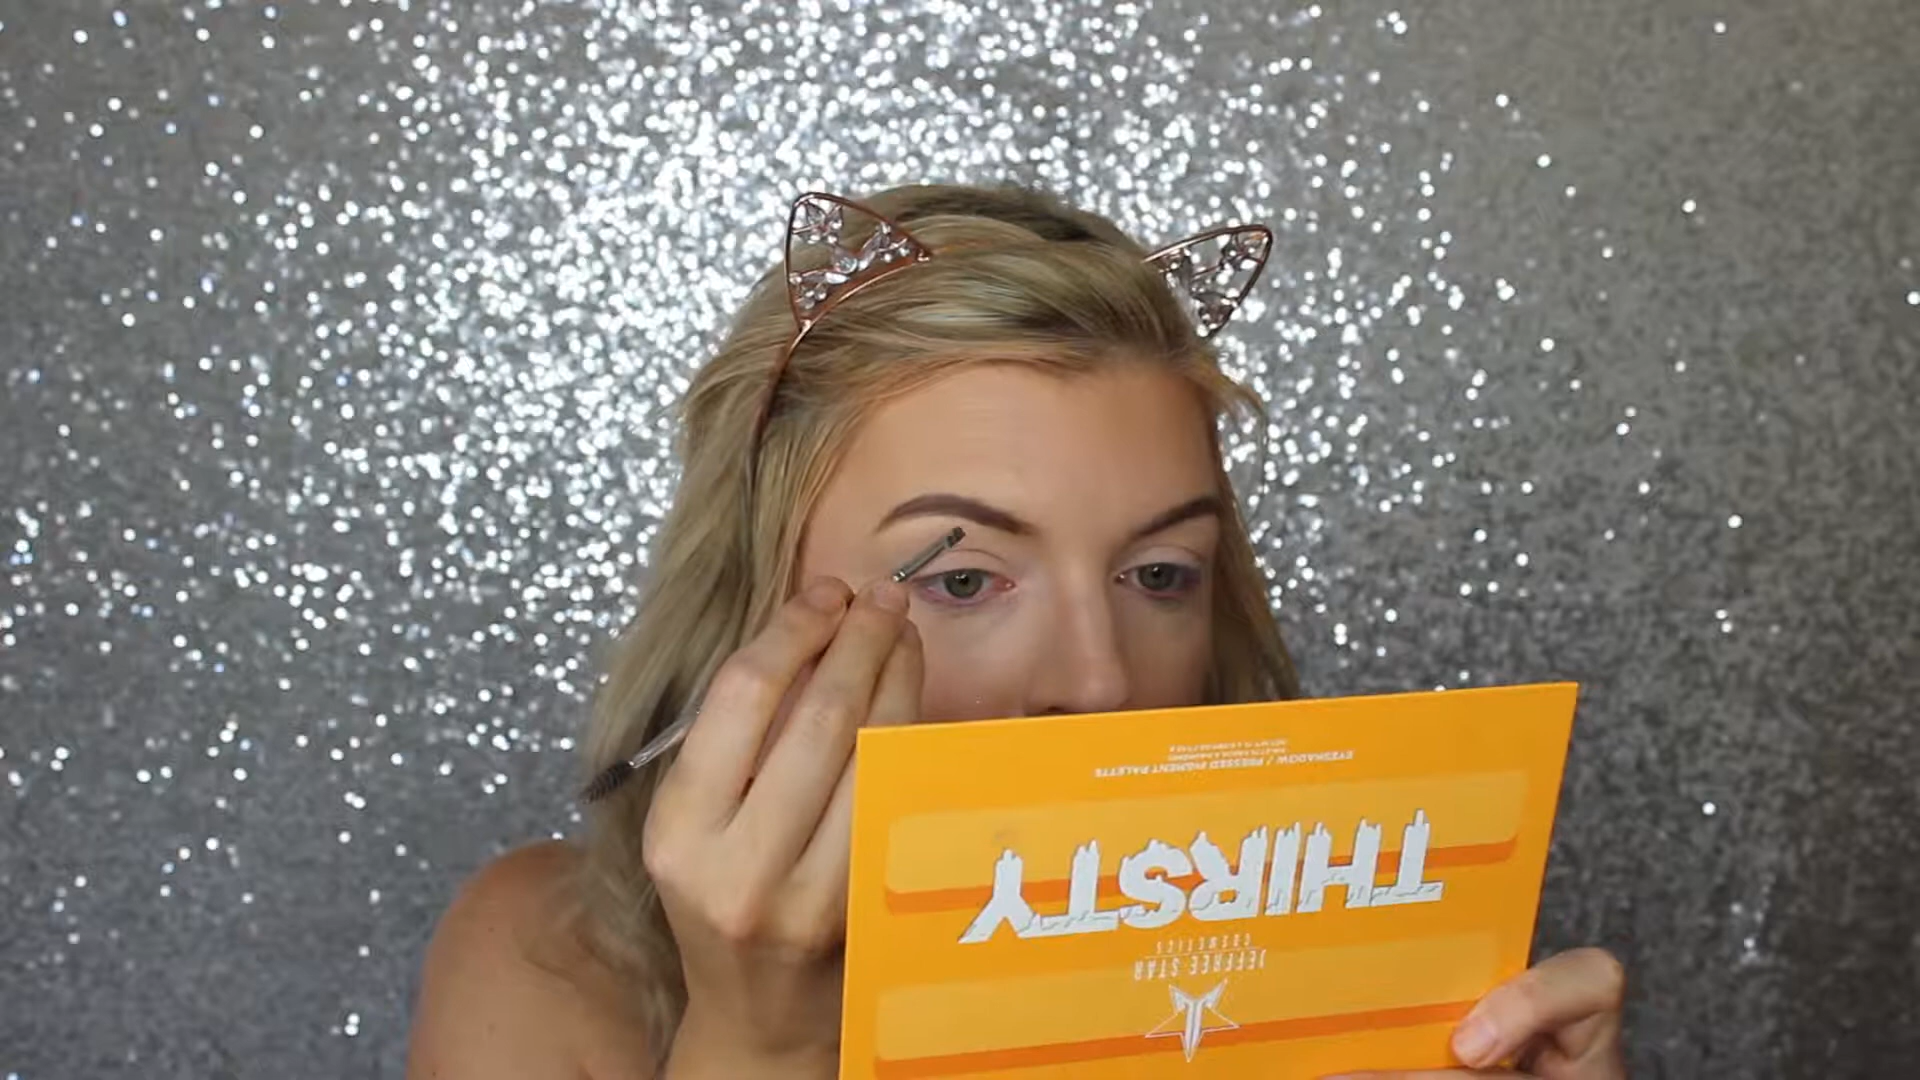 JEFFREE STAR
COSMETICS
THIRSTY
EYESHADOW / PRESSED PIGMENT PALETTE